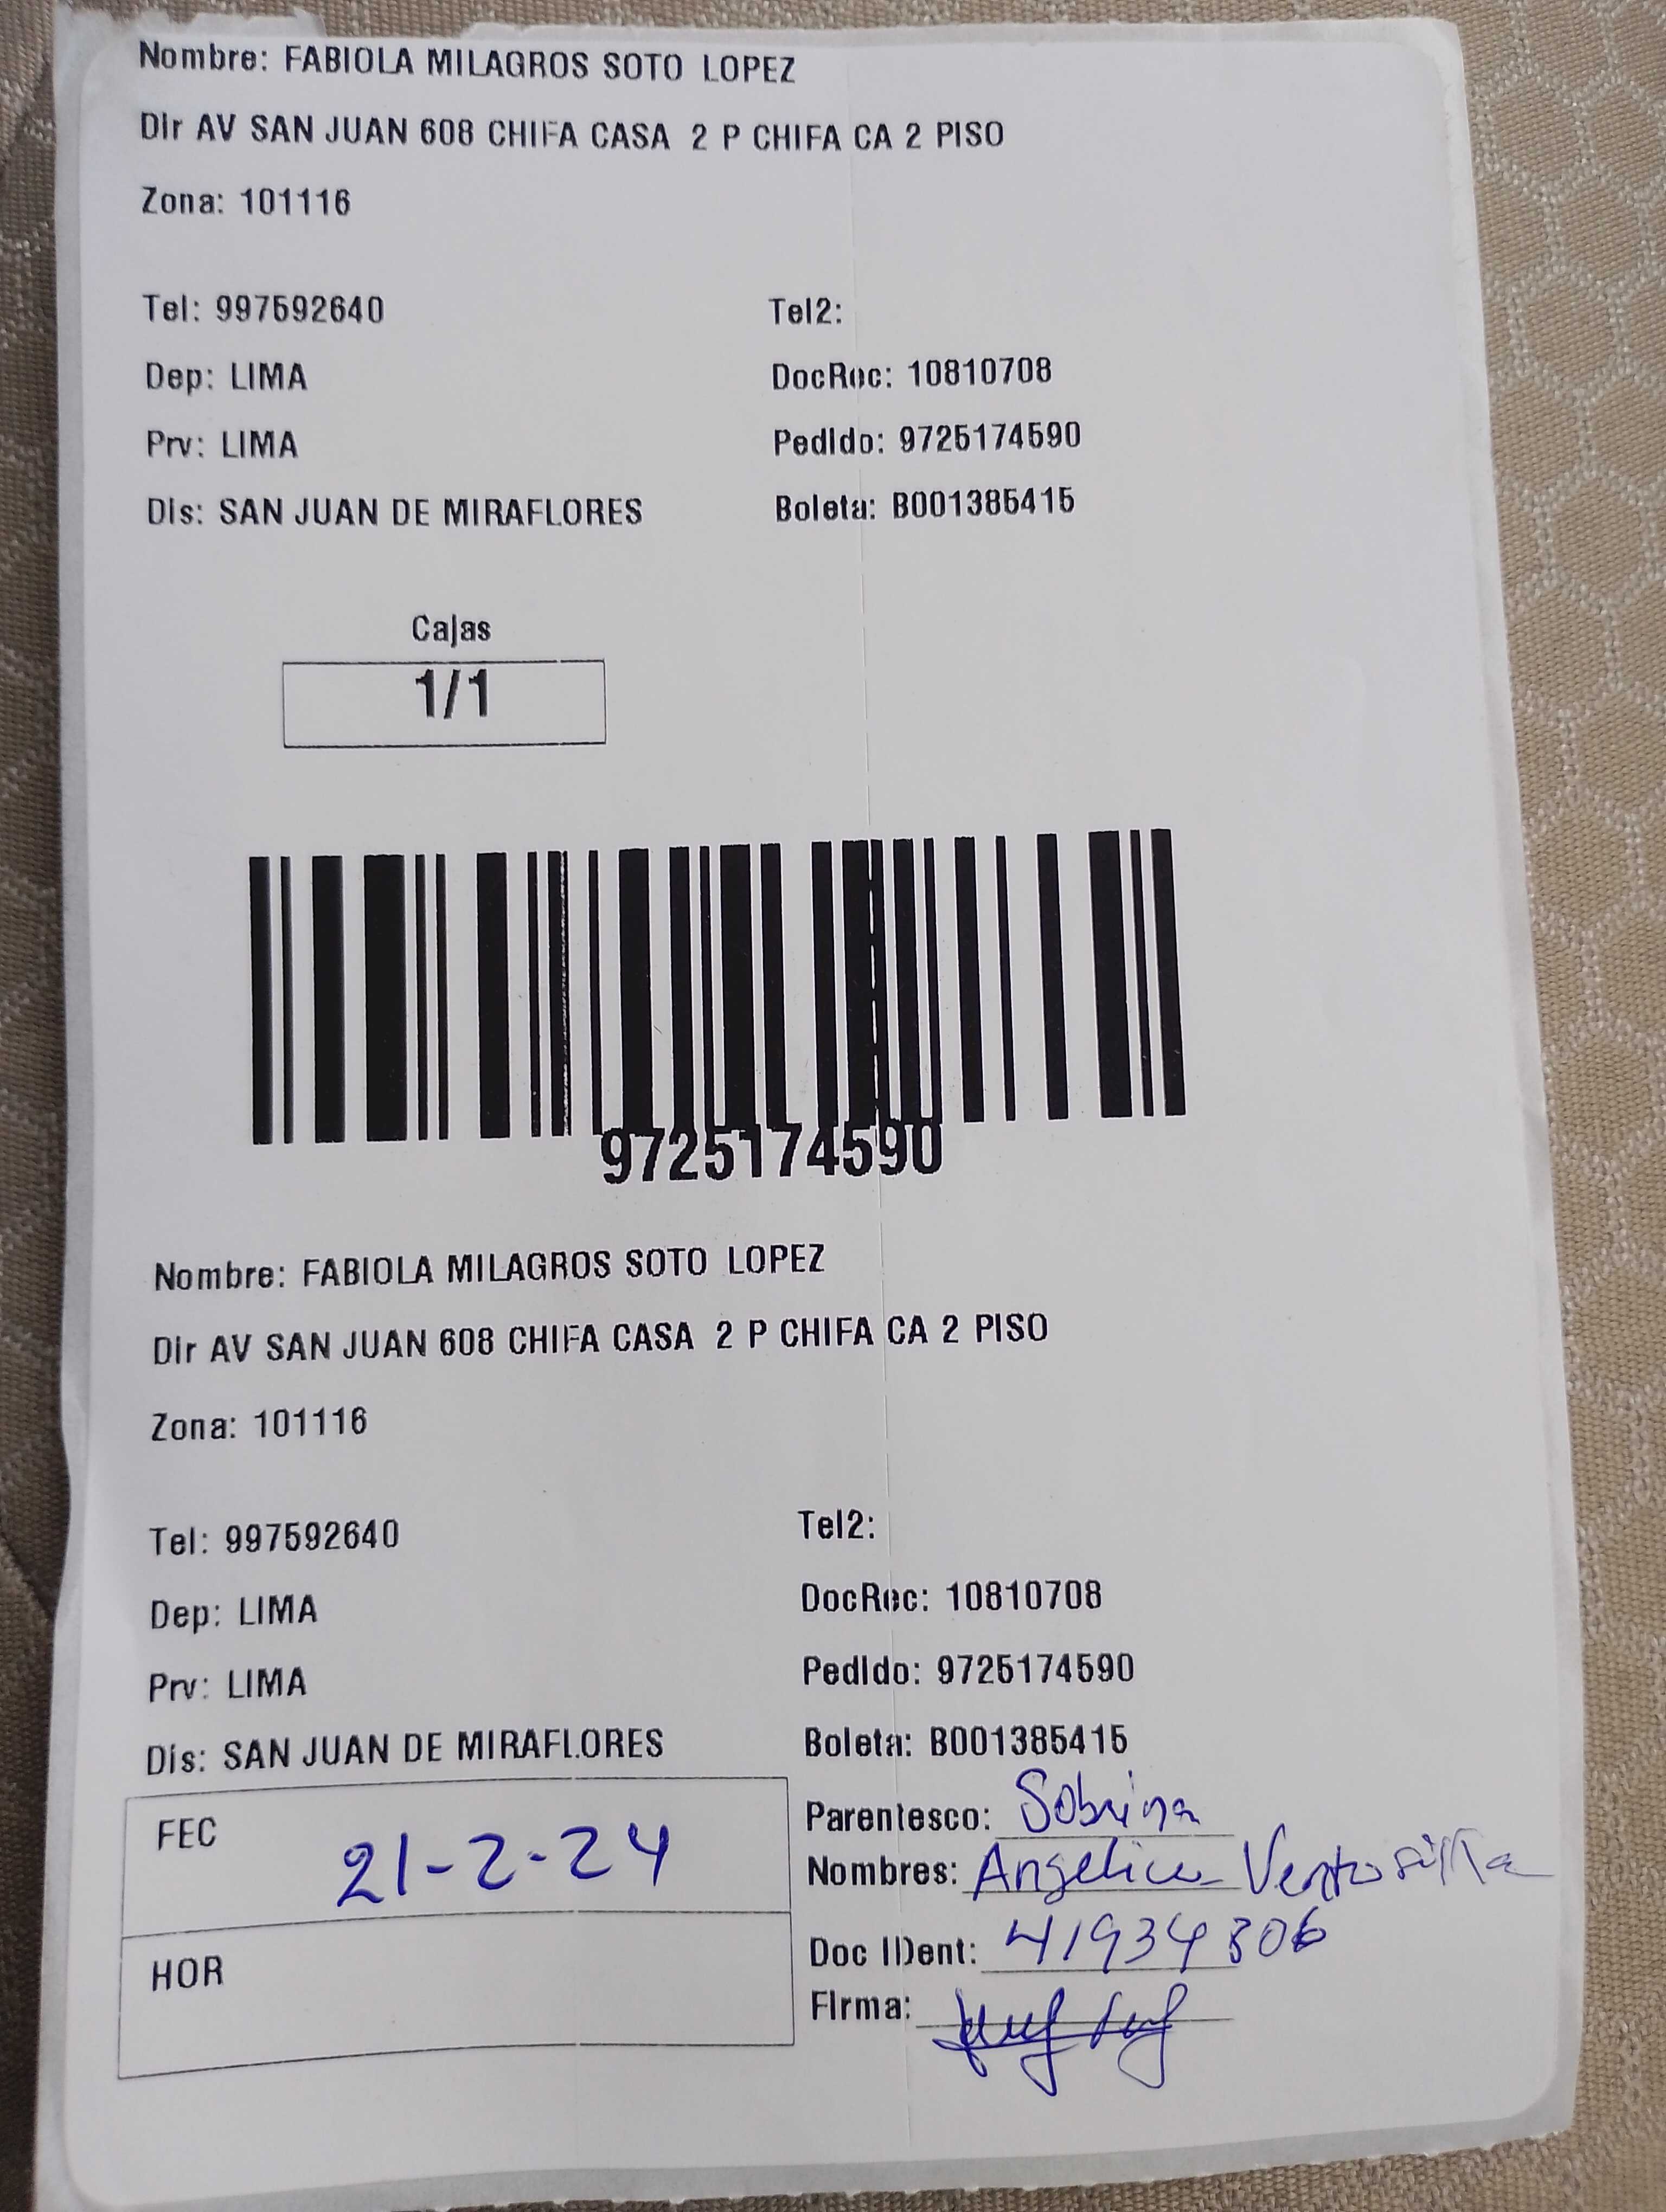 Nombre: FABIOLA MILAGROS SOTO LOPEZ
Dir AV SAN JUAN 608 CHIFA CASA 2 P CHIFA CA 2 PISO
Zona: 101116
Tel: 997592640 Tel2:
Dep: LIMA DocRec: 10810708
Prv: LIMA Pedido: 9725174590
Dis: SAN JUAN DE MIRAFLORES Boleta: B001385415
Cajas
1/1
9725174590
Nombre: FABIOLA MILAGROS SOTO LOPEZ
Dir AV SAN JUAN 608 CHIFA CASA 2 P CHIFA CA 2 PISO
Zona: 101116
Tel: 997592640 Tel2:
Dep: LIMA DocRec: 10810708
Prv: LIMA Pedido: 9725174590
Dis: SAN JUAN DE MIRAFLORES Boleta: B001385415
FEC 21-2-24
HOR
Parentesco: Sobrina
Nombres: Angelica Ventosilla
Doc IDent: 41934806
Firma: